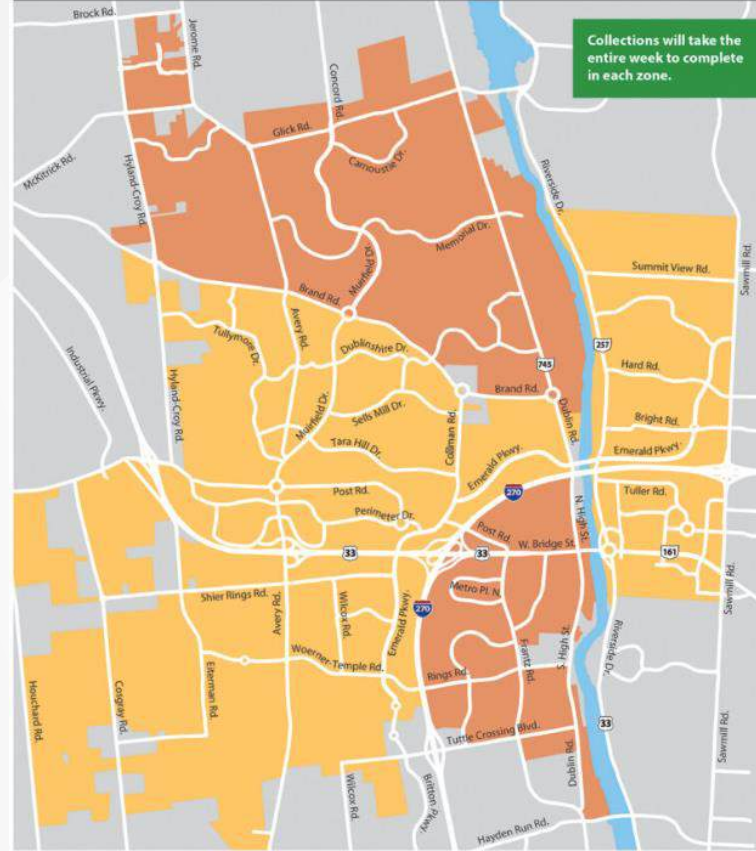 Brock Rd.
Jerome Rd.
Concord Rd.
Collections will take the
entire week to complete
in each zone.
Glick Rd.
Carnoustie Dr.
McKitrick Rd.
Hyland-Croy Rd.
Riverside Dr.
Memorial Dr.
Muirfield Dr.
Summit View Rd.
Sawmill Rd.
Brand Rd.
Avery Rd.
Tullymore Dr.
Dublinshire Dr.
257
745
Hard Rd.
Industrial Pkwy.
Hyland-Croy Rd.
Brand Rd.
Dublin Rd.
Muirfield Dr.
Sells Mill Dr.
Bright Rd.
Coffman Rd.
Tara Hill Dr.
Emerald Pkwy.
Emerald Pkwy.
Post Rd.
270
Tuller Rd.
N. High St.
Perimeter Dr.
Post Rd.
W. Bridge St.
33
33
161
Metro Pl. N.
Shier Rings Rd.
Avery Rd.
Wilcox Rd.
Emerald Pkwy.
270
Sawmill Rd.
Riverside Dr.
S. High St.
Frantz Rd.
Woerner-Temple Rd.
Rings Rd.
Eiterman Rd.
Cosgray Rd.
Houchard Rd.
33
Tuttle Crossing Blvd.
Dublin Rd.
Sawmill Rd.
Wilcox Rd.
Britton Pkwy.
Hayden Run Rd.